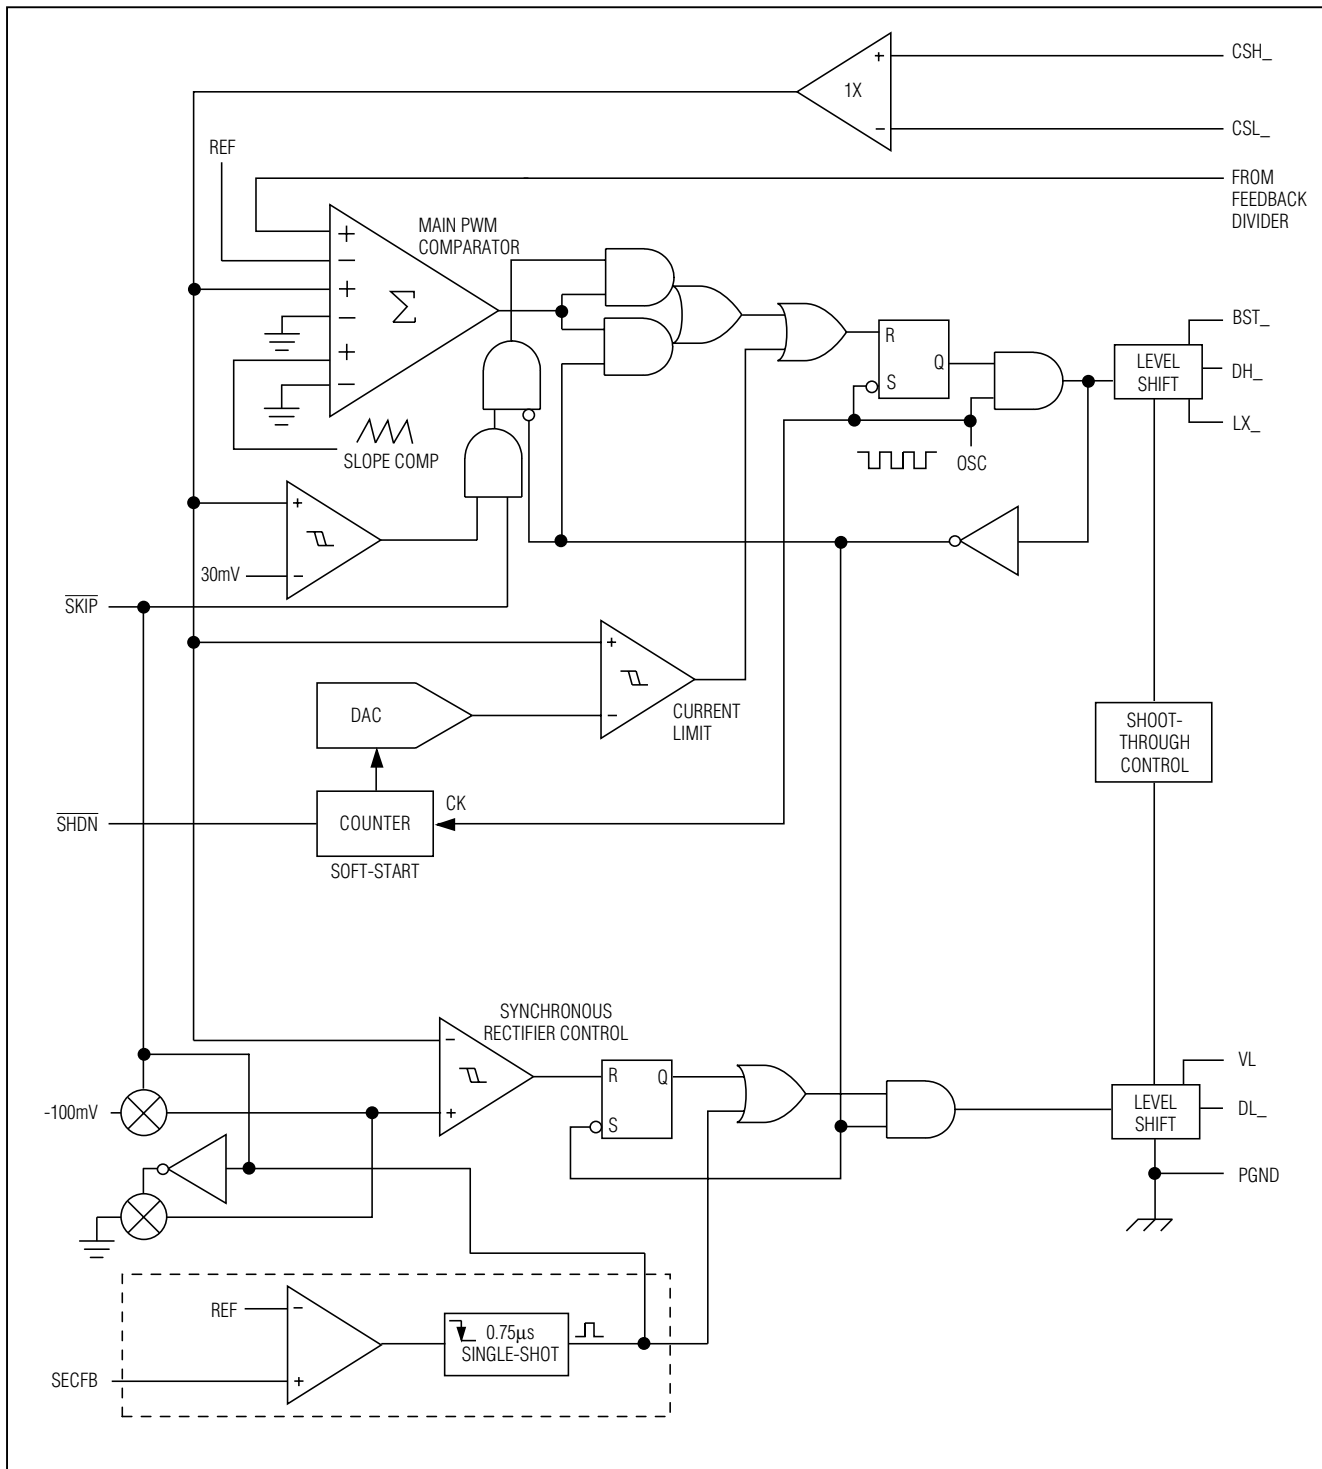 CSH_
+
1X
CSL_
−
REF
FROM
FEEDBACK
DIVIDER
MAIN PWM
COMPARATOR
+
−
+
−
+
−
Σ
SLOPE COMP
BST_
R
Q
S
LEVEL
SHIFT
DH_
LX_
OSC
+
30mV
−
SKIP
+
−
CURRENT
LIMIT
DAC
SHOOT-
THROUGH
CONTROL
CK
SHDN
COUNTER
SOFT-START
SYNCHRONOUS
RECTIFIER CONTROL
−
+
R
Q
S
VL
-100mV
LEVEL
SHIFT
DL_
PGND
REF
−
0.75µs
SINGLE-SHOT
SECFB
+